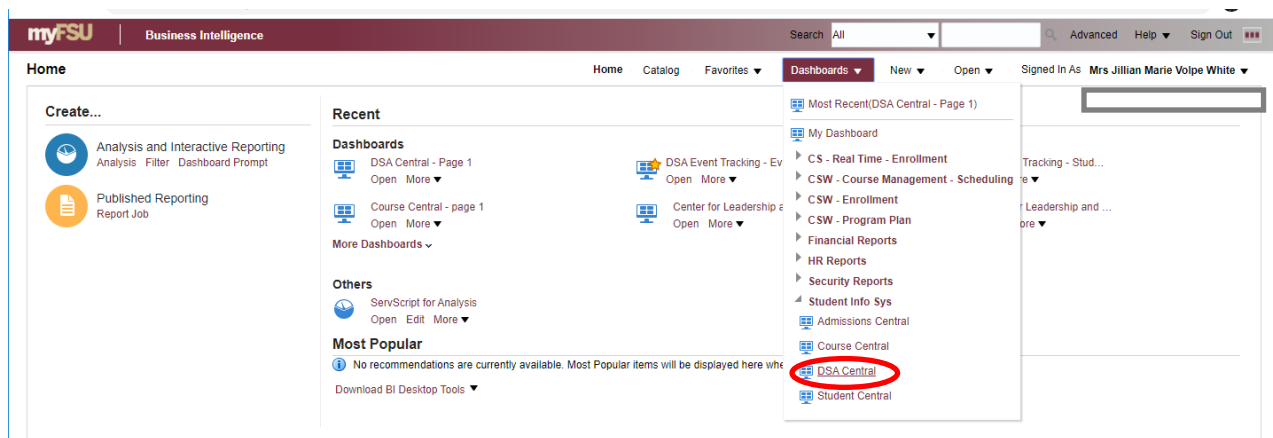 myFSU Business Intelligence Search All Advanced Help Sign Out
Home Home Catalog Favorites Dashboards New Open Signed In As Mrs Jillian Marie Volpe White
Create...
Analysis and Interactive Reporting
Analysis Filter Dashboard Prompt
Published Reporting
Report Job
Recent
Dashboards
DSA Central - Page 1
Open More
DSA Event Tracking - Ev
Open More
Tracking - Stud...
re
Course Central - page 1
Open More
Center for Leadership a
Open More
r Leadership and ...
ore
More Dashboards
Others
ServScript for Analysis
Open Edit More
Most Popular
No recommendations are currently available. Most Popular items will be displayed here whe
Download BI Desktop Tools
Most Recent(DSA Central - Page 1)
My Dashboard
CS - Real Time - Enrollment
CSW - Course Management - Scheduling
CSW - Enrollment
CSW - Program Plan
Financial Reports
HR Reports
Security Reports
Student Info Sys
Admissions Central
Course Central
DSA Central
Student Central